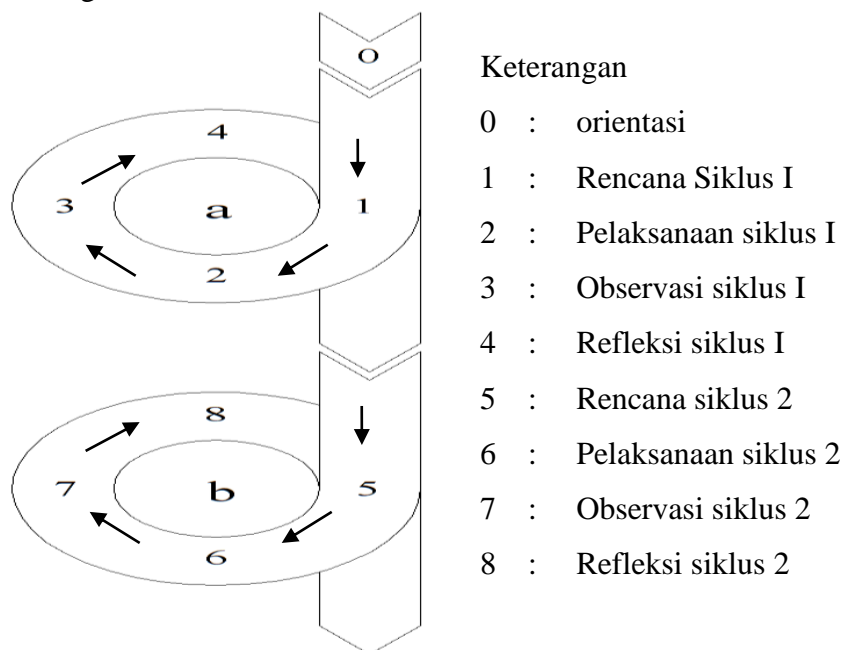 0
Keterangan
0 : orientasi
4
1 : Rencana Siklus I
3 a 1
2 : Pelaksanaan siklus I
2
3 : Observasi siklus I
4 : Refleksi siklus I
5 : Rencana siklus 2
8
6 : Pelaksanaan siklus 2
7 b 5
7 : Observasi siklus 2
6
8 : Refleksi siklus 2